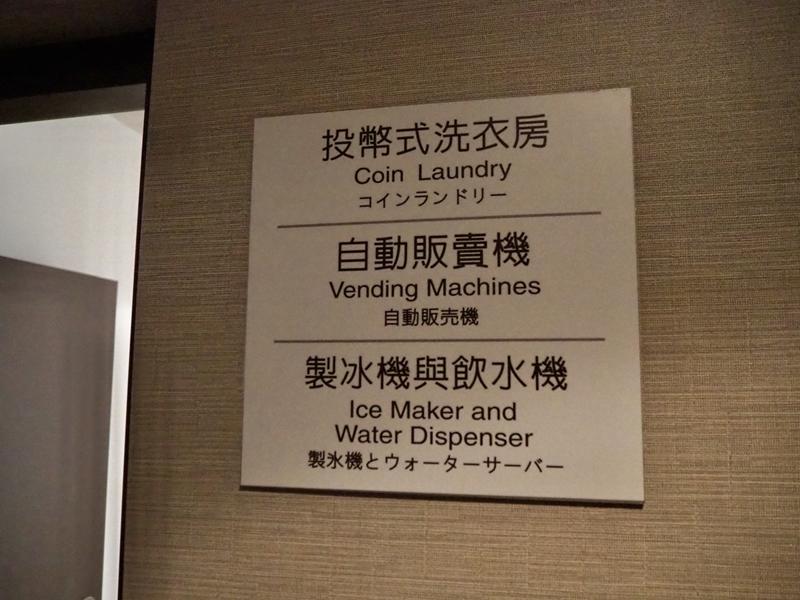 投幣式洗衣房
Coin Laundry
コインランドリー
自動販賣機
Vending Machines
自動販売機
製冰機與飲水機
Ice Maker and
Water Dispenser
製氷機とウォーターサーバー